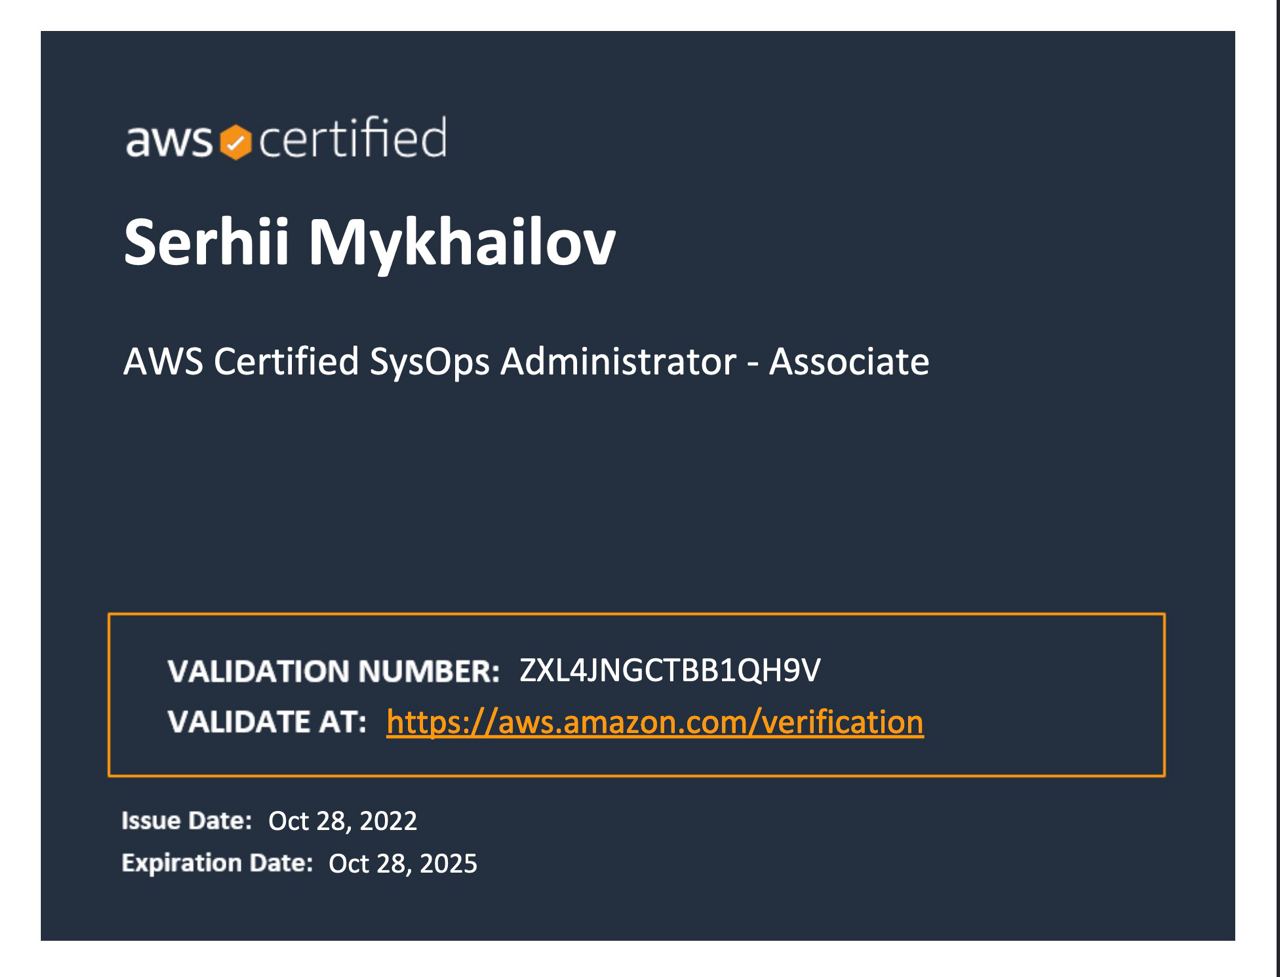 aws certified
Serhii Mykhailov
AWS Certified SysOps Administrator - Associate
VALIDATION NUMBER: ZXL4JNGCTBB1QH9V
VALIDATE AT: https://aws.amazon.com/verification
Issue Date: Oct 28, 2022
Expiration Date: Oct 28, 2025